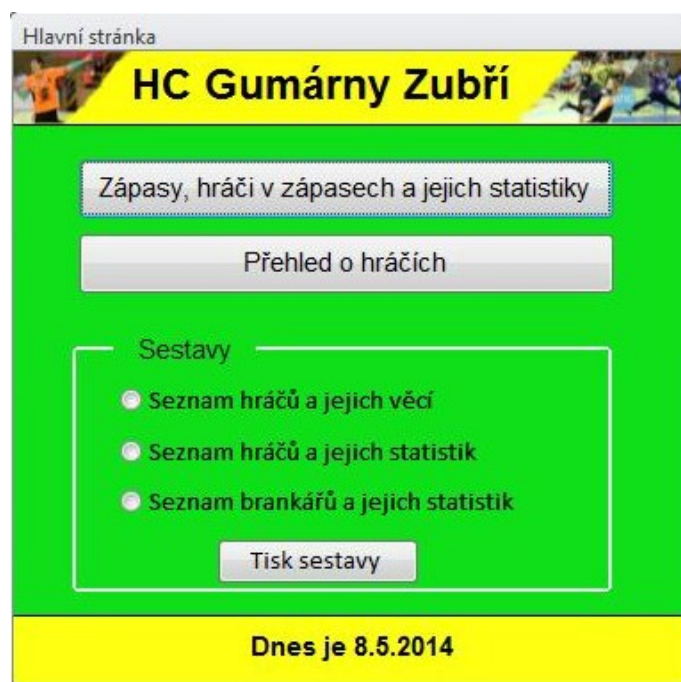 Hlavní stránka
HC Gumárny Zubří
Zápasy, hráči v zápasech a jejich statistiky
Přehled o hráčích
Sestavy
Seznam hráčů a jejich věcí
Seznam hráčů a jejich statistik
Seznam brankářů a jejich statistik
Tisk sestavy
Dnes je 8.5.2014